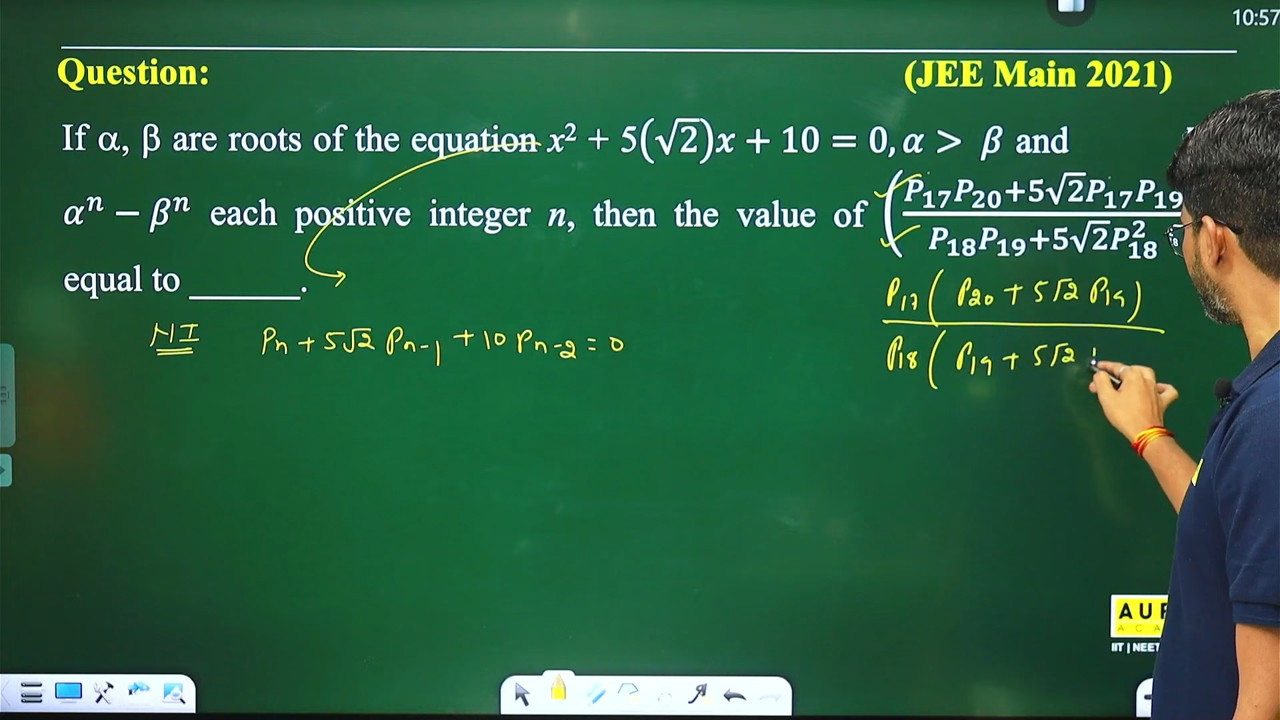 10:57
Question:
(JEE Main 2021)
If α, β are roots of the equation x² + 5(√2)x + 10 = 0, α > β and
αⁿ − βⁿ each positive integer n, then the value of (P₁₇P₂₀+5√2P₁₇P₁₉ / P₁₈P₁₉+5√2P₁₈²
equal to ______.
P₁₇ ( P₂₀ + 5√2 P₁₉ )
P₁₈ ( P₁₉ + 5√2
NI Pn + 5√2 Pn-1 + 10 Pn-2 = 0
AUR
ACA
IIT | NEET